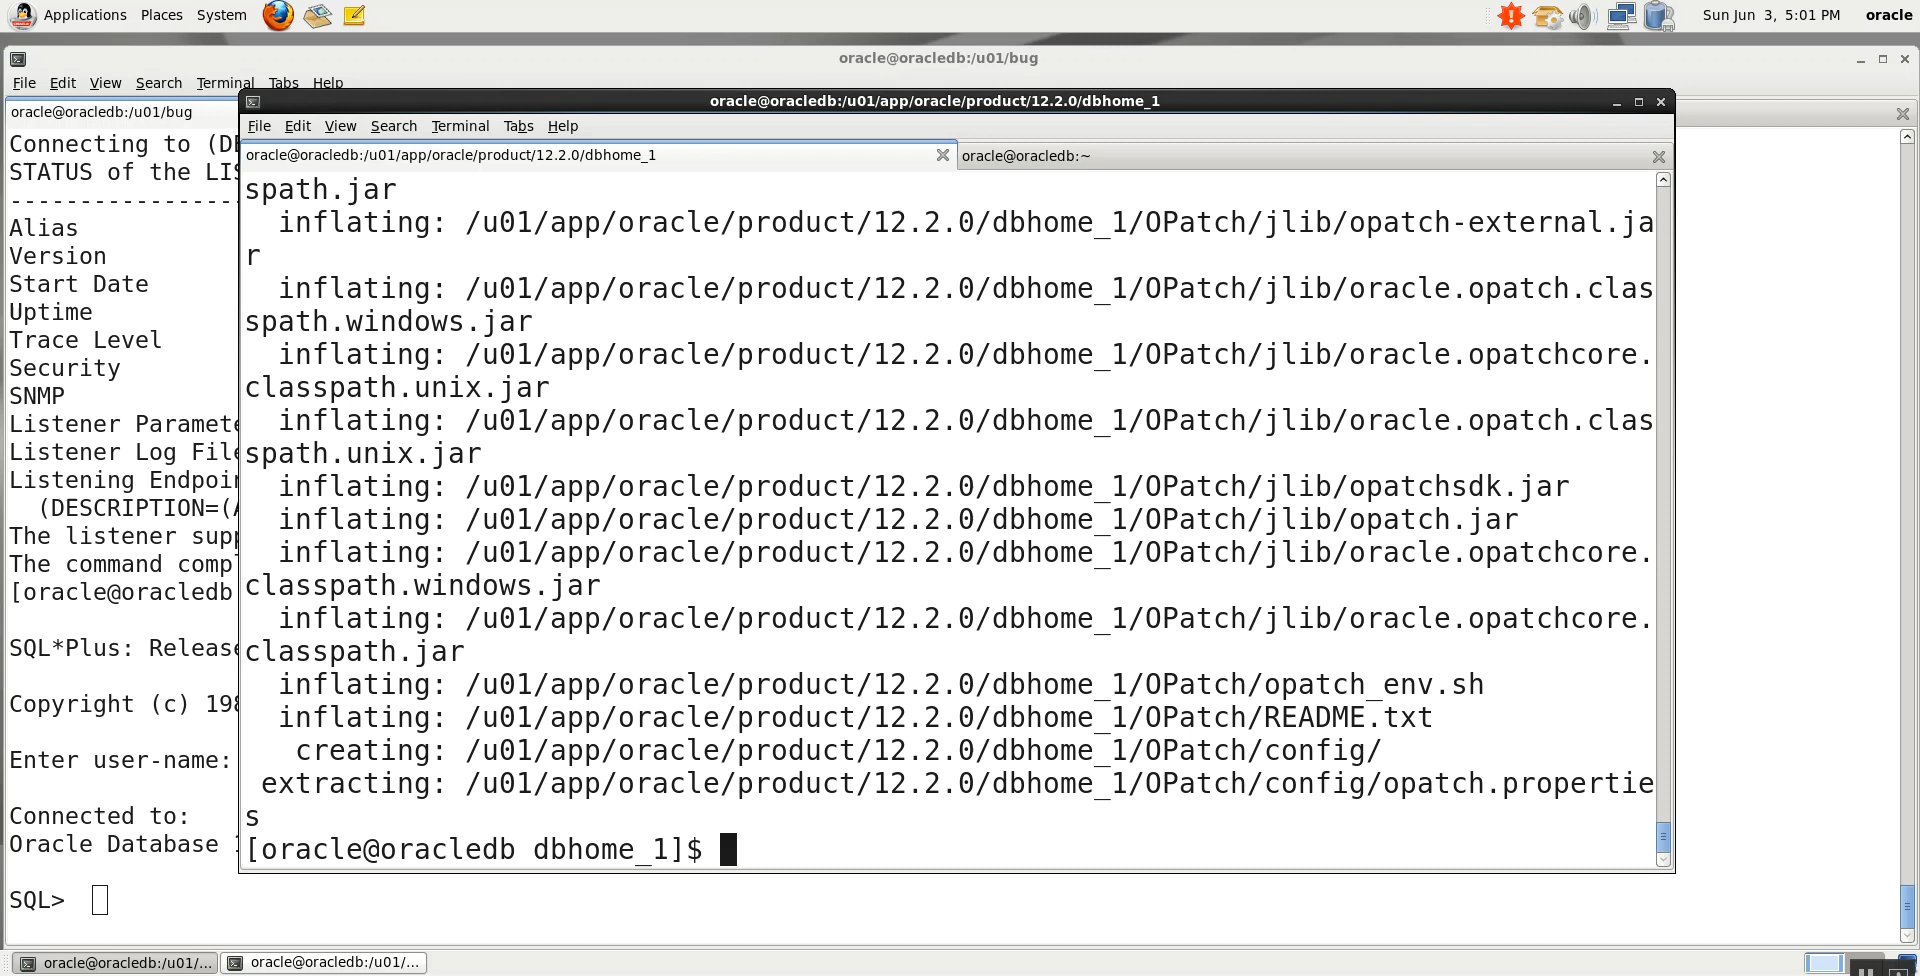 Applications Places System
Sun Jun 3, 5:01 PM oracle
oracle@oracledb:/u01/bug
File Edit View Search Terminal Tabs Help
oracle@oracledb:/u01/bug
Connecting to (
STATUS of the
-----------------
Alias
Version
Start Date
Uptime
Trace Level
Security
SNMP
Listener
Listener Log File
Listening
(DESCRIPTION=(
The listener
The command
[oracle@oracledb
SQL*Plus: Release
Copyright (c)
Enter user-name:
Connected to:
Oracle Database
SQL>
oracle@oracledb:/u01/app/oracle/product/12.2.0/dbhome_1
File Edit View Search Terminal Tabs Help
oracle@oracledb:/u01/app/oracle/product/12.2.0/dbhome_1
oracle@oracledb:~
spath.jar
inflating: /u01/app/oracle/product/12.2.0/dbhome_1/OPatch/jlib/opatch-external.ja
r
inflating: /u01/app/oracle/product/12.2.0/dbhome_1/OPatch/jlib/oracle.opatch.clas
spath.windows.jar
inflating: /u01/app/oracle/product/12.2.0/dbhome_1/OPatch/jlib/oracle.opatchcore.
classpath.unix.jar
inflating: /u01/app/oracle/product/12.2.0/dbhome_1/OPatch/jlib/oracle.opatch.clas
spath.unix.jar
inflating: /u01/app/oracle/product/12.2.0/dbhome_1/OPatch/jlib/opatchsdk.jar
inflating: /u01/app/oracle/product/12.2.0/dbhome_1/OPatch/jlib/opatch.jar
inflating: /u01/app/oracle/product/12.2.0/dbhome_1/OPatch/jlib/oracle.opatchcore.
classpath.windows.jar
inflating: /u01/app/oracle/product/12.2.0/dbhome_1/OPatch/jlib/oracle.opatchcore.
classpath.jar
inflating: /u01/app/oracle/product/12.2.0/dbhome_1/OPatch/opatch_env.sh
inflating: /u01/app/oracle/product/12.2.0/dbhome_1/OPatch/README.txt
creating: /u01/app/oracle/product/12.2.0/dbhome_1/OPatch/config/
extracting: /u01/app/oracle/product/12.2.0/dbhome_1/OPatch/config/opatch.propertie
s
[oracle@oracledb dbhome_1]$
oracle@oracledb:/u01/...
oracle@oracledb:/u01/...